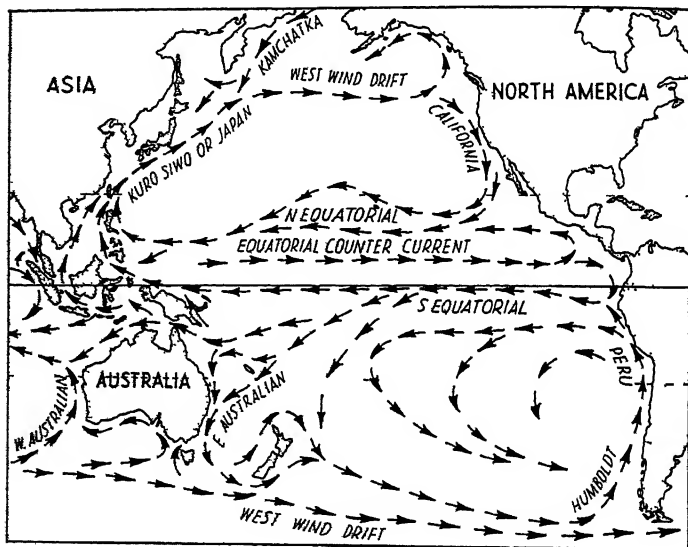 KAMCHATKA
ASIA
WEST WIND DRIFT
NORTH AMERICA
CALIFORNIA
KURO SIWO OR JAPAN
N EQUATORIAL
EQUATORIAL COUNTER CURRENT
S EQUATORIAL
PERU
AUSTRALIA
W. AUSTRALIAN
E AUSTRALIAN
HUMBOLDT
WEST WIND DRIFT